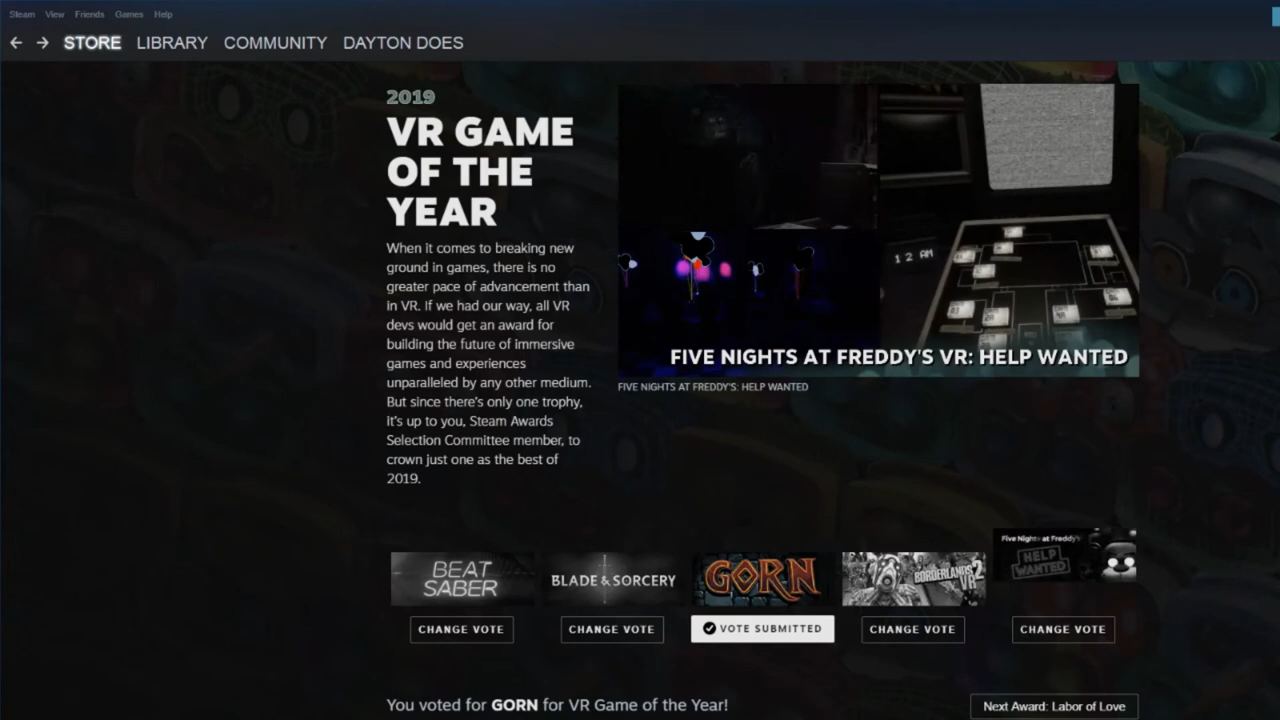 Steam View Friends Games Help
STORE LIBRARY COMMUNITY DAYTON DOES
2019
VR GAME
OF THE
YEAR
When it comes to breaking new
ground in games, there is no
greater pace of advancement than
in VR. If we had our way, all VR
devs would get an award for
building the future of immersive
games and experiences
unparalleled by any other medium.
But since there's only one trophy,
it's up to you, Steam Awards
Selection Committee member, to
crown just one as the best of
2019.
12 AM
FIVE NIGHTS AT FREDDY'S VR: HELP WANTED
FIVE NIGHTS AT FREDDY'S: HELP WANTED
BEAT
SABER
BLADE & SORCERY
GORN
BORDERLANDS 2
VR
Five Nights at Freddy's
HELP
WANTED
CHANGE VOTE
CHANGE VOTE
VOTE SUBMITTED
CHANGE VOTE
CHANGE VOTE
You voted for GORN for VR Game of the Year!
Next Award: Labor of Love